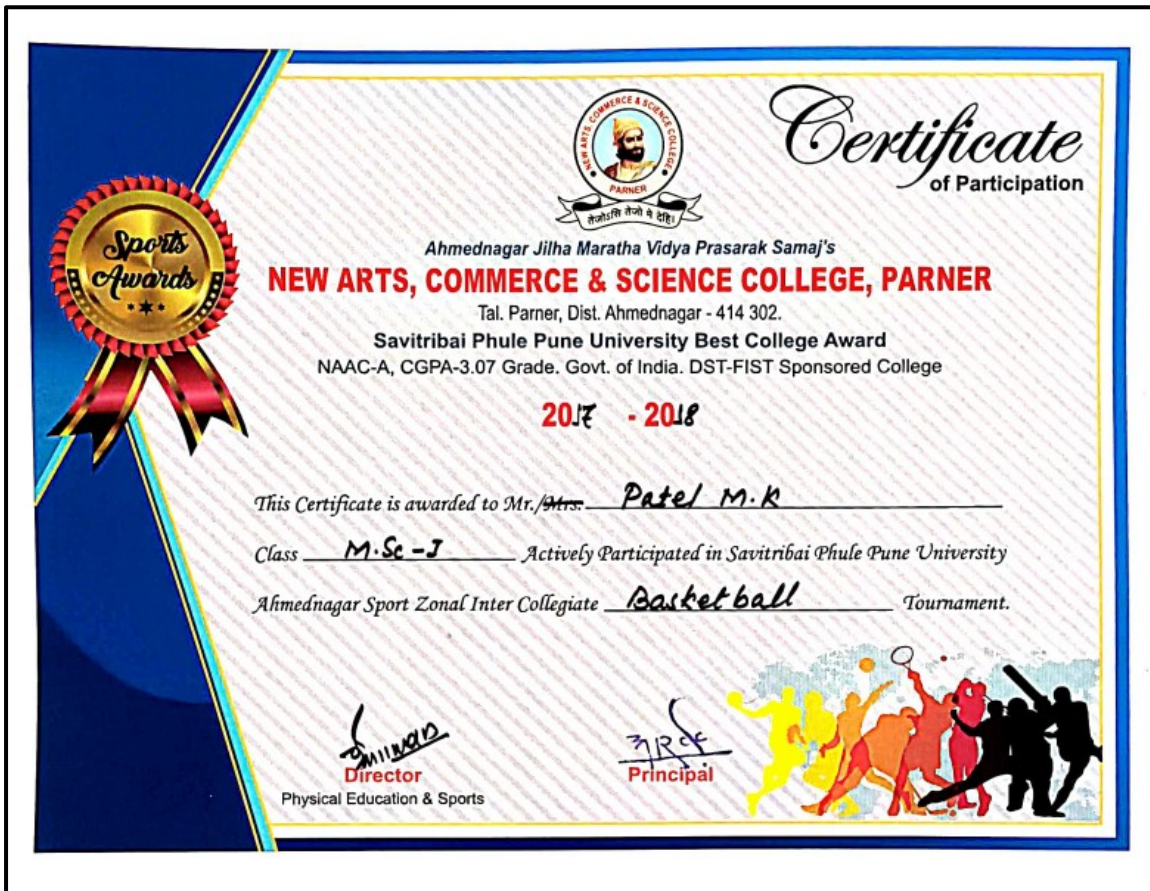 NEW ARTS, COMMERCE & SCIENCE COLLEGE
PARNER
तेजोऽसि तेजो मे देहि।
Certificate
of Participation
Sports
Awards
Ahmednagar Jilha Maratha Vidya Prasarak Samaj's
NEW ARTS, COMMERCE & SCIENCE COLLEGE, PARNER
Tal. Parner, Dist. Ahmednagar - 414 302.
Savitribai Phule Pune University Best College Award
NAAC-A, CGPA-3.07 Grade. Govt. of India. DST-FIST Sponsored College
2017 - 2018
This Certificate is awarded to Mr./Mrs. Patel M.K
Class M.Sc-I Actively Participated in Savitribai Phule Pune University
Ahmednagar Sport Zonal Inter Collegiate Basketball Tournament.
Director
Principal
Physical Education & Sports